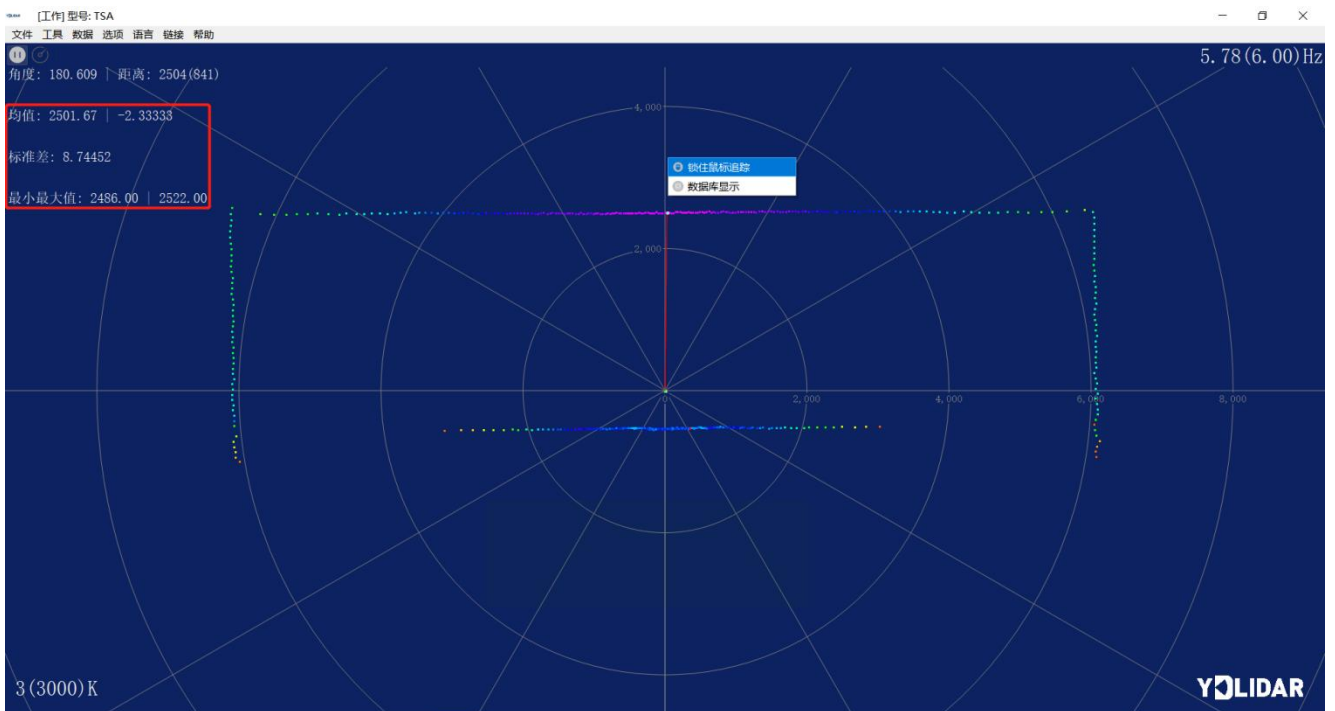 [工作] 型号: TSA
文件 工具 数据 选项 语言 链接 帮助
5.78(6.00)Hz
角度: 180.609 | 距离: 2504(841)
均值: 2501.67 | -2.33333
标准差: 8.74452
最小最大值: 2486.00 | 2522.00
4,000
锁住鼠标追踪
数据库显示
2,000
0
2,000
4,000
6,000
8,000
3(3000)K
YDLIDAR